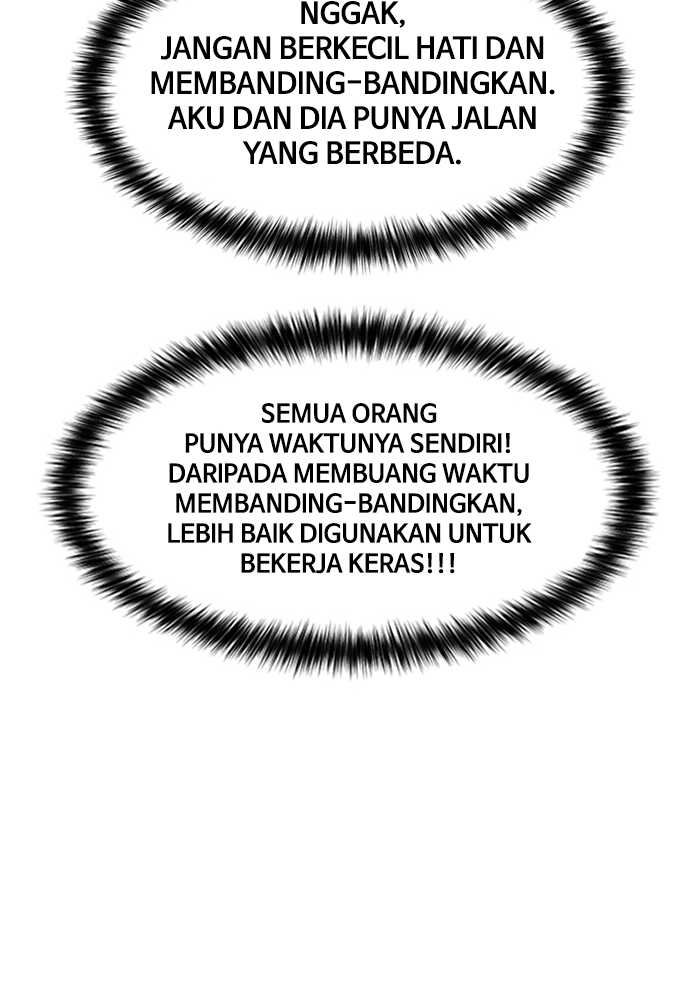 NGGAK,
JANGAN BERKECIL HATI DAN
MEMBANDING-BANDINGKAN.
AKU DAN DIA PUNYA JALAN
YANG BERBEDA.
SEMUA ORANG
PUNYA WAKTUNYA SENDIRI!
DARIPADA MEMBUANG WAKTU
MEMBANDING-BANDINGKAN,
LEBIH BAIK DIGUNAKAN UNTUK
BEKERJA KERAS!!!